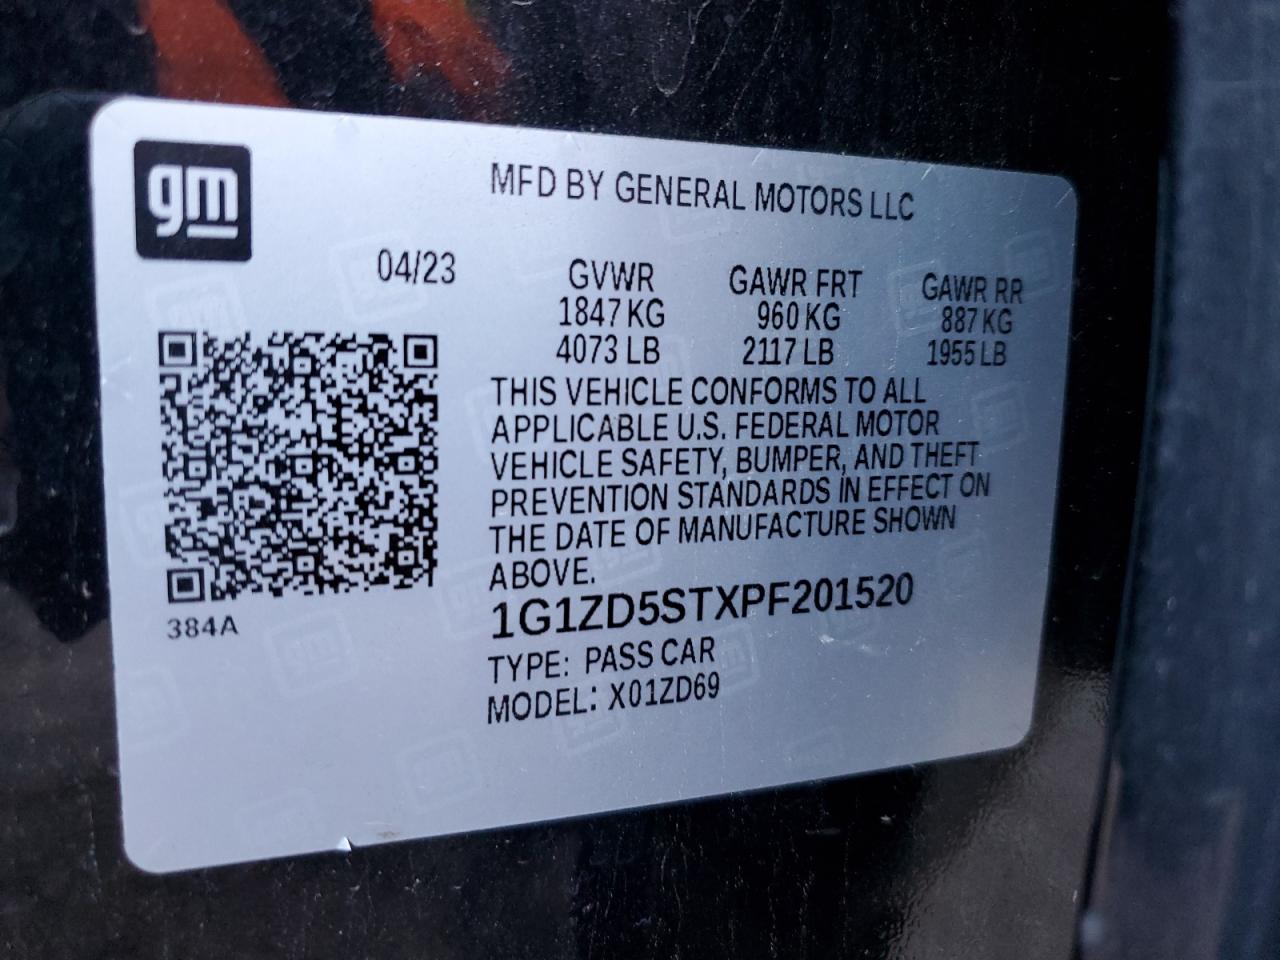 gm
MFD BY GENERAL MOTORS LLC
04/23 GVWR GAWR FRT GAWR RR
1847 KG 960 KG 887 KG
4073 LB 2117 LB 1955 LB
THIS VEHICLE CONFORMS TO ALL
APPLICABLE U.S. FEDERAL MOTOR
VEHICLE SAFETY, BUMPER, AND THEFT
PREVENTION STANDARDS IN EFFECT ON
THE DATE OF MANUFACTURE SHOWN
ABOVE.
1G1ZD5STXPF201520
TYPE: PASS CAR
MODEL: X01ZD69
384A